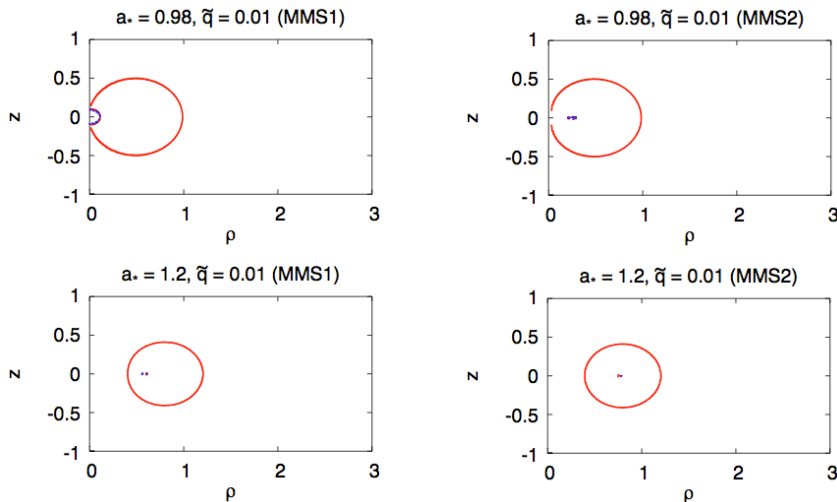 a* = 0.98, q̃ = 0.01 (MMS1)
1
0.5
0
-0.5
-1
z
0 1 2 3
ρ
a* = 0.98, q̃ = 0.01 (MMS2)
1
0.5
0
-0.5
-1
z
0 1 2 3
ρ
a* = 1.2, q̃ = 0.01 (MMS1)
1
0.5
0
-0.5
-1
z
0 1 2 3
ρ
a* = 1.2, q̃ = 0.01 (MMS2)
1
0.5
0
-0.5
-1
z
0 1 2 3
ρ